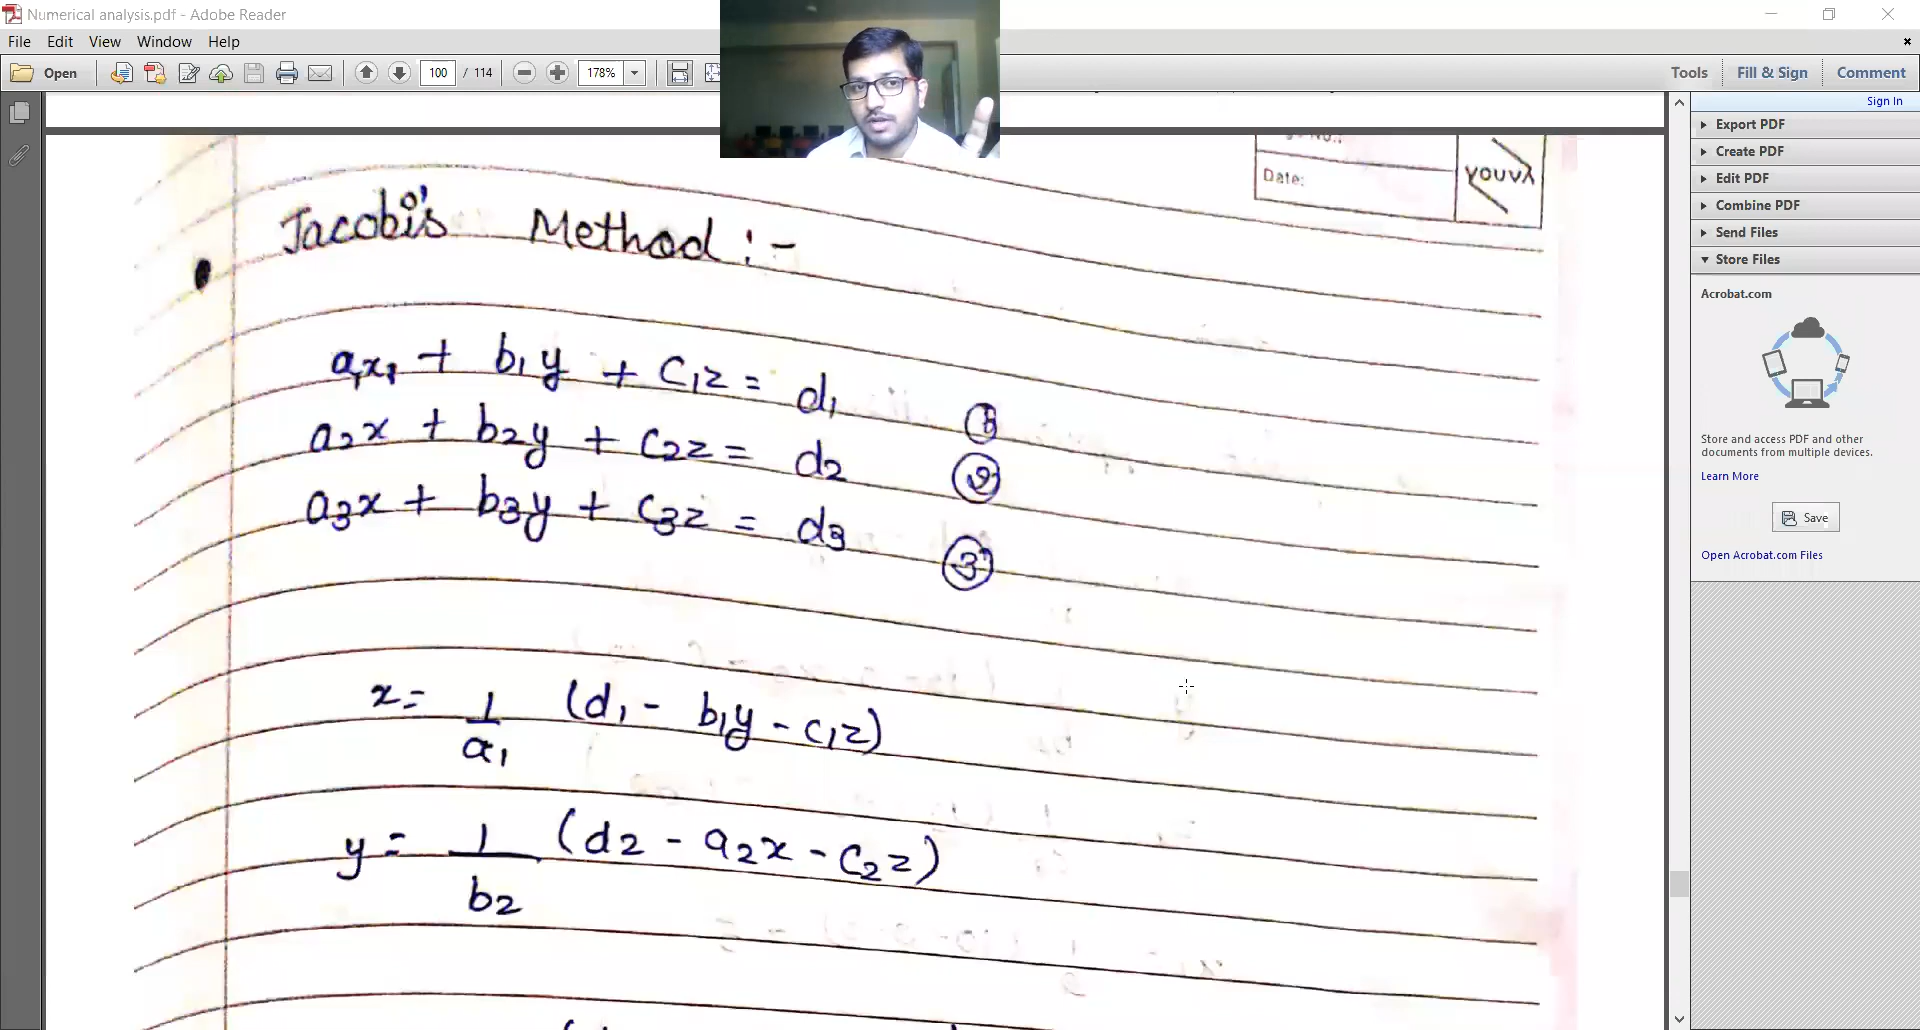 Numerical analysis.pdf - Adobe Reader
File Edit View Window Help
Open 100 / 114 178% Tools Fill & Sign Comment
Sign In
Export PDF
Create PDF
Edit PDF
Combine PDF
Send Files
Store Files
Acrobat.com
Store and access PDF and other
documents from multiple devices.
Learn More
Save
Open Acrobat.com Files
Date:
Jacobi's Method :-
a₁x₁ + b₁y + c₁z = d₁ ①
a₂x + b₂y + c₂z = d₂ ②
a₃x + b₃y + c₃z = d₃ ③
x = 1/a₁ (d₁ - b₁y - c₁z)
y = 1/b₂ (d₂ - a₂x - c₂z)